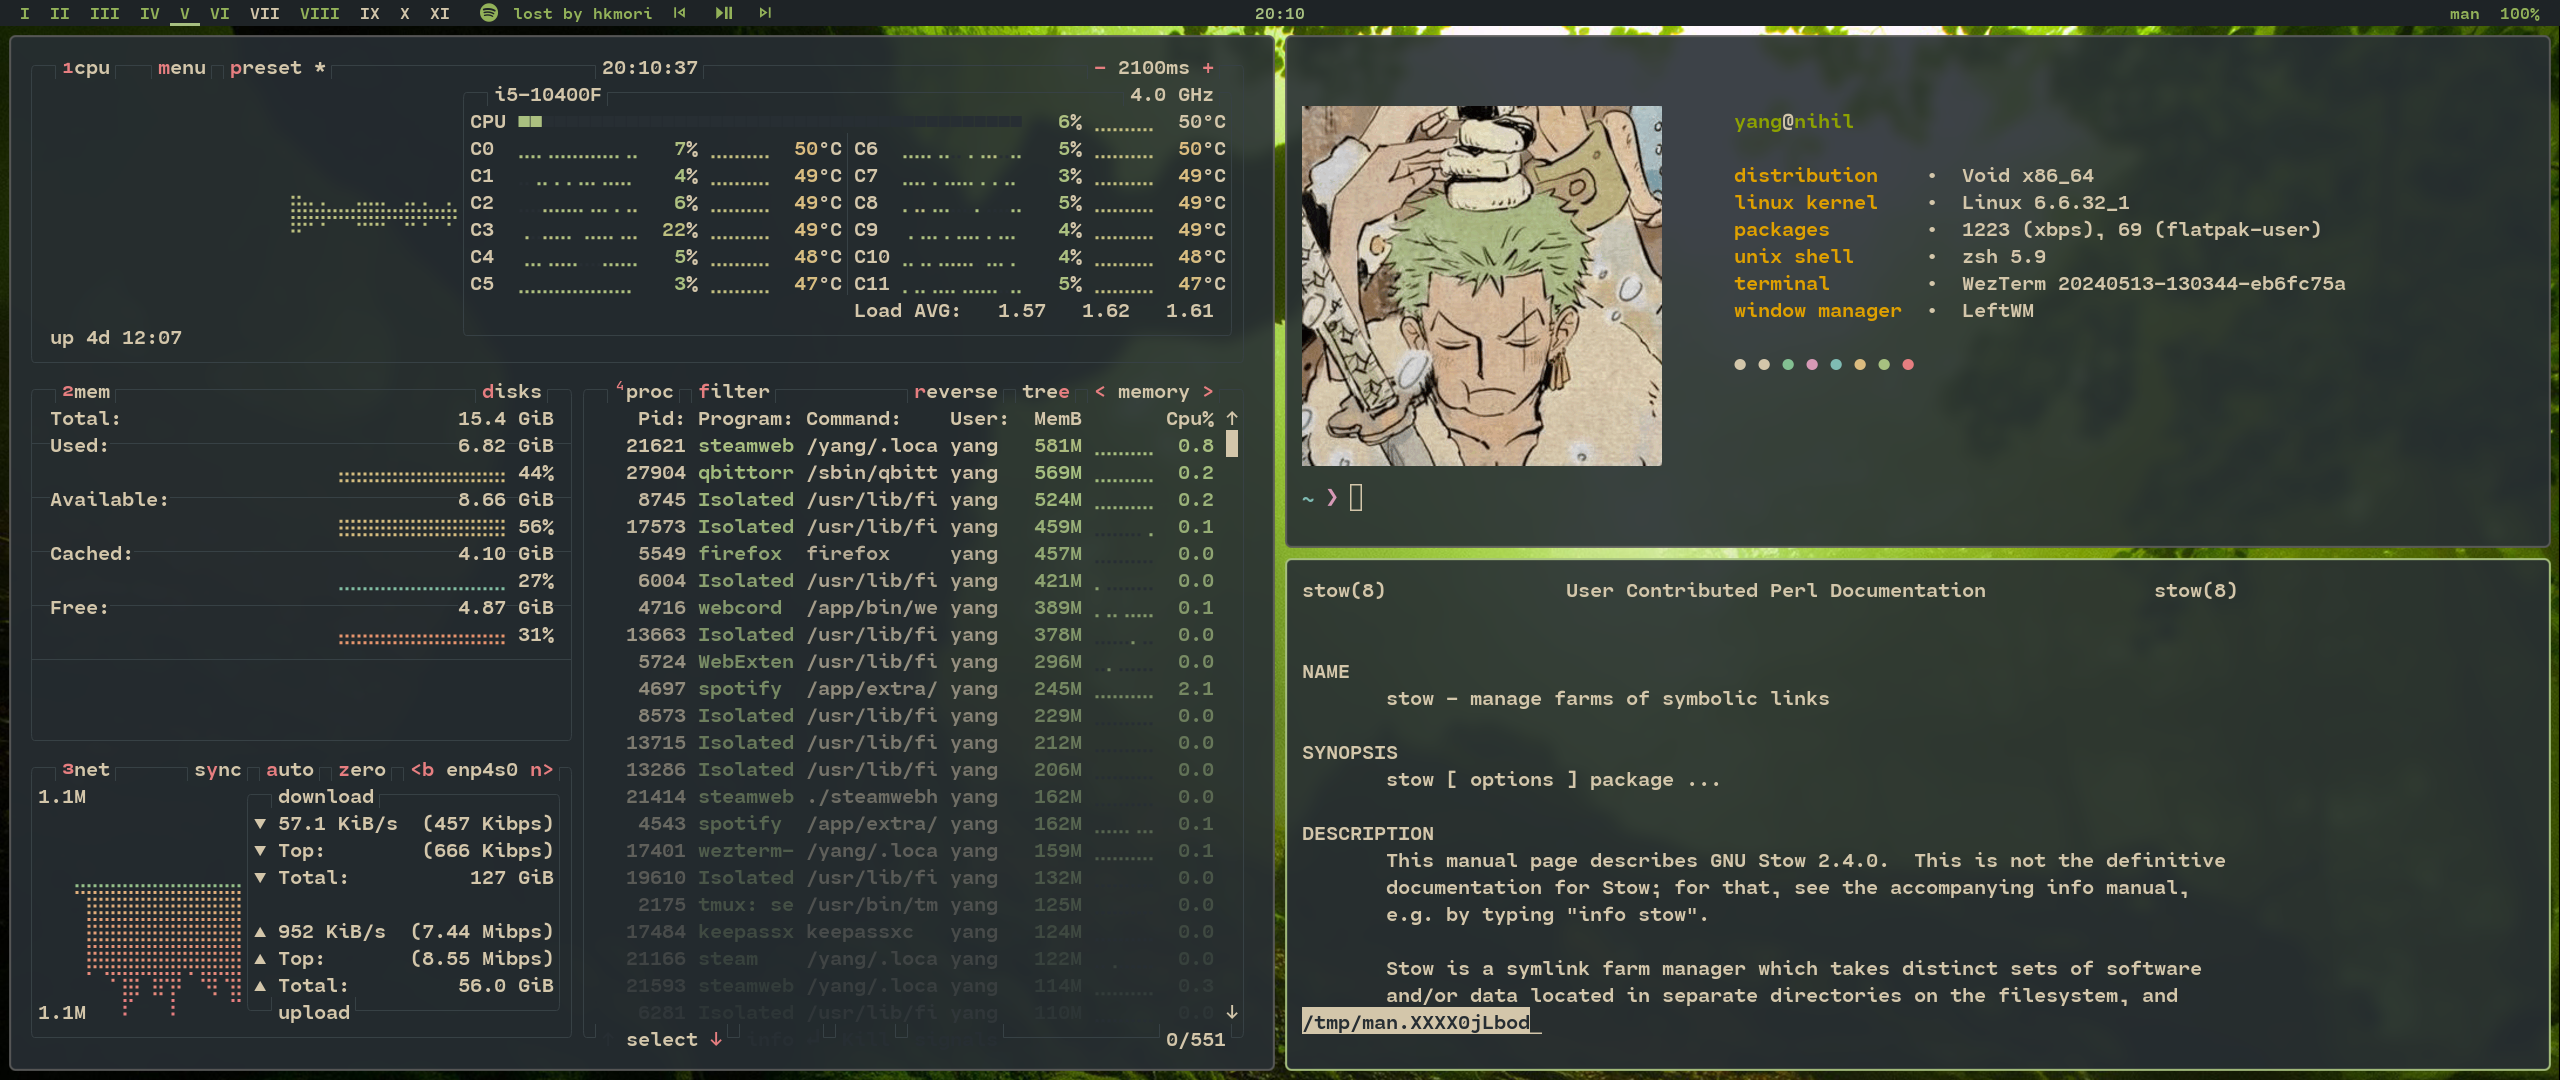 I II III IV V VI VII VIII IX X XI lost by hkmori 20:10 man 100%
1cpu menu preset * 20:10:37 - 2100ms +
i5-10400F 4.0 GHz
CPU 6% 50°C
C0 7% 50°C C6 5% 50°C
C1 4% 49°C C7 3% 49°C
C2 6% 49°C C8 5% 49°C
C3 22% 49°C C9 4% 49°C
C4 5% 48°C C10 4% 48°C
C5 3% 47°C C11 5% 47°C
Load AVG: 1.57 1.62 1.61
up 4d 12:07
2mem disks
Total: 15.4 GiB
Used: 6.82 GiB
44%
Available: 8.66 GiB
56%
Cached: 4.10 GiB
27%
Free: 4.87 GiB
31%
3net sync auto zero <b enp4s0 n>
1.1M download
▼ 57.1 KiB/s (457 Kibps)
▼ Top: (666 Kibps)
▼ Total: 127 GiB
▲ 952 KiB/s (7.44 Mibps)
▲ Top: (8.55 Mibps)
▲ Total: 56.0 GiB
1.1M upload
4proc filter reverse tree < memory >
Pid: Program: Command: User: MemB Cpu% ↑
21621 steamweb /yang/.loca yang 581M 0.8
27904 qbittorr /sbin/qbitt yang 569M 0.2
8745 Isolated /usr/lib/fi yang 524M 0.2
17573 Isolated /usr/lib/fi yang 459M 0.1
5549 firefox firefox yang 457M 0.0
6004 Isolated /usr/lib/fi yang 421M 0.0
4716 webcord /app/bin/we yang 389M 0.1
13663 Isolated /usr/lib/fi yang 378M 0.0
5724 WebExten /usr/lib/fi yang 296M 0.0
4697 spotify /app/extra/ yang 245M 2.1
8573 Isolated /usr/lib/fi yang 229M 0.0
13715 Isolated /usr/lib/fi yang 212M 0.0
13286 Isolated /usr/lib/fi yang 206M 0.0
21414 steamweb ./steamwebh yang 162M 0.0
4543 spotify /app/extra/ yang 162M 0.1
17401 wezterm- /yang/.loca yang 159M 0.1
19610 Isolated /usr/lib/fi yang 132M 0.0
2175 tmux: se /usr/bin/tm yang 125M 0.0
17484 keepassx keepassxc yang 124M 0.0
21166 steam /yang/.loca yang 122M 0.0
21593 steamweb /yang/.loca yang 114M 0.3
6281 Isolated /usr/lib/fi yang 110M 0.0 ↓
select ↓ info 0/551
yang@nihil
distribution • Void x86_64
linux kernel • Linux 6.6.32_1
packages • 1223 (xbps), 69 (flatpak-user)
unix shell • zsh 5.9
terminal • WezTerm 20240513-130344-eb6fc75a
window manager • LeftWM
~ ❯
stow(8) User Contributed Perl Documentation stow(8)
NAME
stow - manage farms of symbolic links
SYNOPSIS
stow [ options ] package ...
DESCRIPTION
This manual page describes GNU Stow 2.4.0. This is not the definitive
documentation for Stow; for that, see the accompanying info manual,
e.g. by typing "info stow".
Stow is a symlink farm manager which takes distinct sets of software
and/or data located in separate directories on the filesystem, and
/tmp/man.XXXX0jLbod